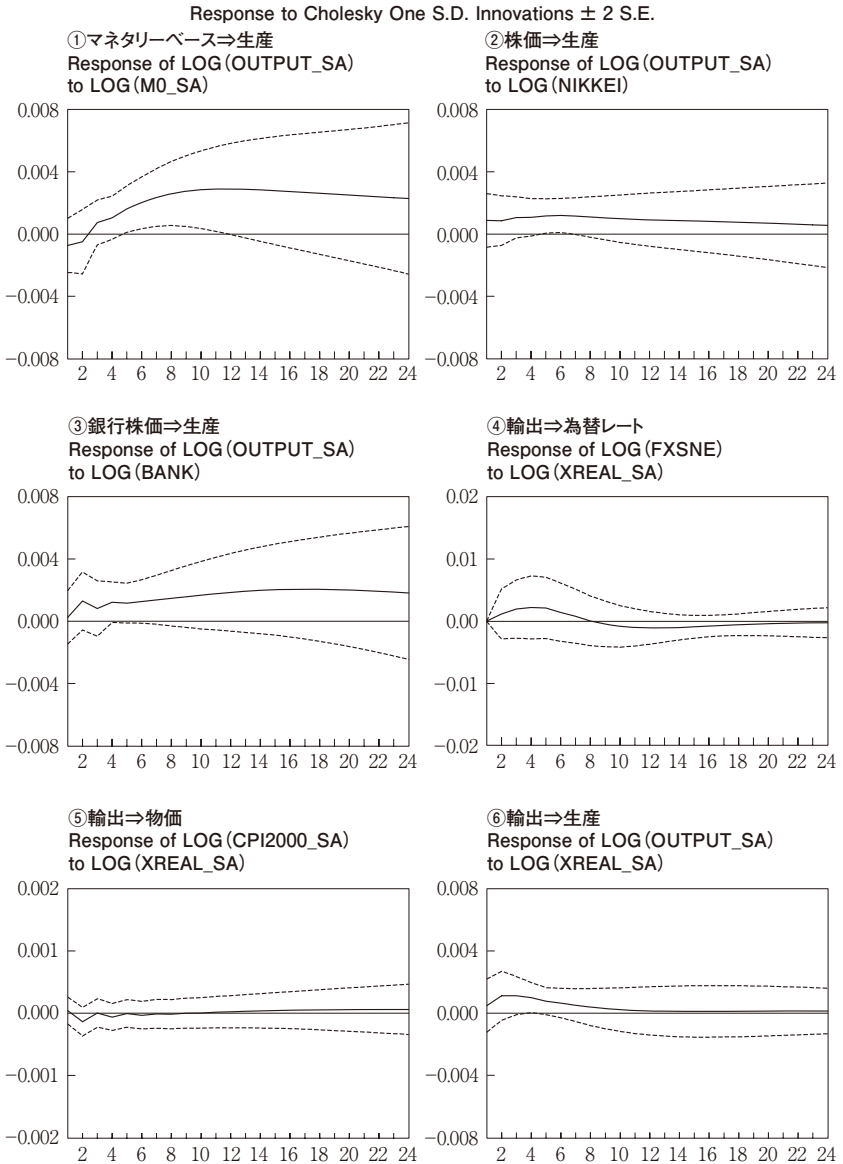 Response to Cholesky One S.D. Innovations ± 2 S.E.
①マネタリーベース⇒生産
Response of LOG(OUTPUT_SA)
to LOG(M0_SA)
0.008
0.004
0.000
−0.004
−0.008
2 4 6 8 10 12 14 16 18 20 22 24
②株価⇒生産
Response of LOG(OUTPUT_SA)
to LOG(NIKKEI)
0.008
0.004
0.000
−0.004
−0.008
2 4 6 8 10 12 14 16 18 20 22 24
③銀行株価⇒生産
Response of LOG(OUTPUT_SA)
to LOG(BANK)
0.008
0.004
0.000
−0.004
−0.008
2 4 6 8 10 12 14 16 18 20 22 24
④輸出⇒為替レート
Response of LOG(FXSNE)
to LOG(XREAL_SA)
0.02
0.01
0.00
−0.01
−0.02
2 4 6 8 10 12 14 16 18 20 22 24
⑤輸出⇒物価
Response of LOG(CPI2000_SA)
to LOG(XREAL_SA)
0.002
0.001
0.000
−0.001
−0.002
2 4 6 8 10 12 14 16 18 20 22 24
⑥輸出⇒生産
Response of LOG(OUTPUT_SA)
to LOG(XREAL_SA)
0.008
0.004
0.000
−0.004
−0.008
2 4 6 8 10 12 14 16 18 20 22 24